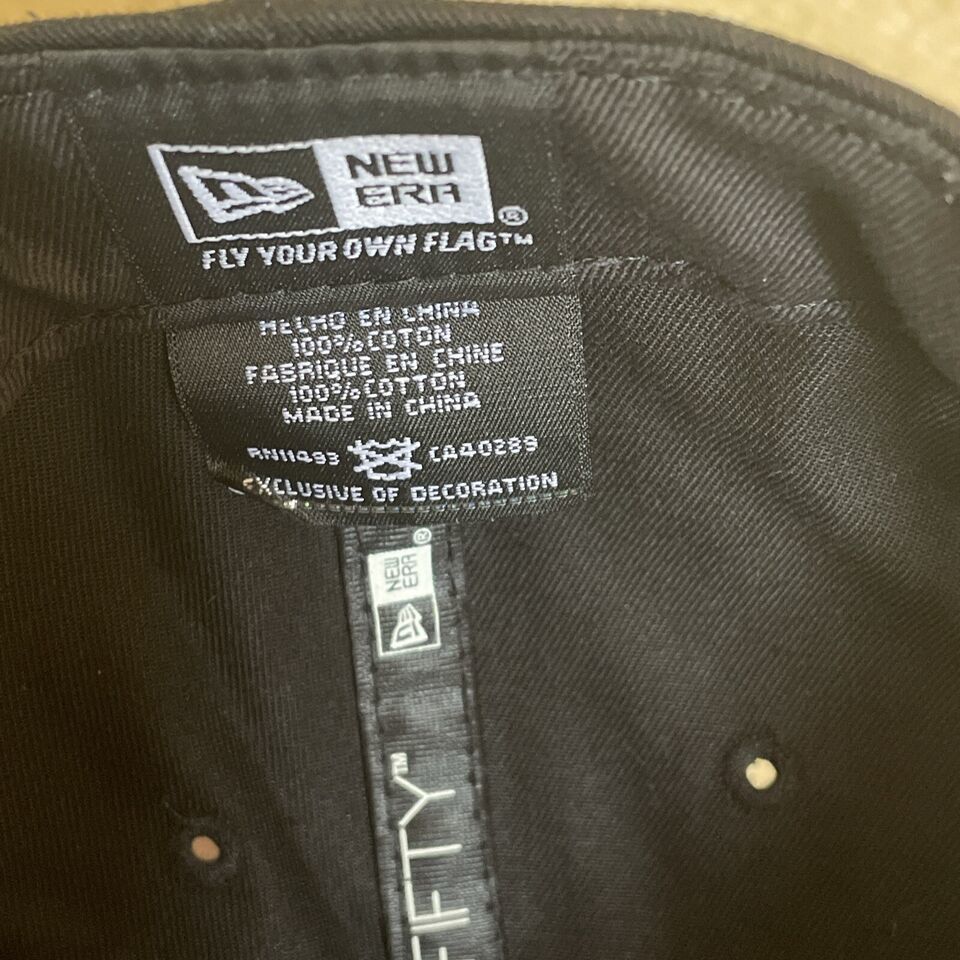 NEW
ERA
®
FLY YOUR OWN FLAG™
HECHO EN CHINA
100% COTON
FABRIQUE EN CHINE
100% COTTON
MADE IN CHINA
RN11493 CA40289
EXCLUSIVE OF DECORATION
NEW
ERA
®
FIFTY™